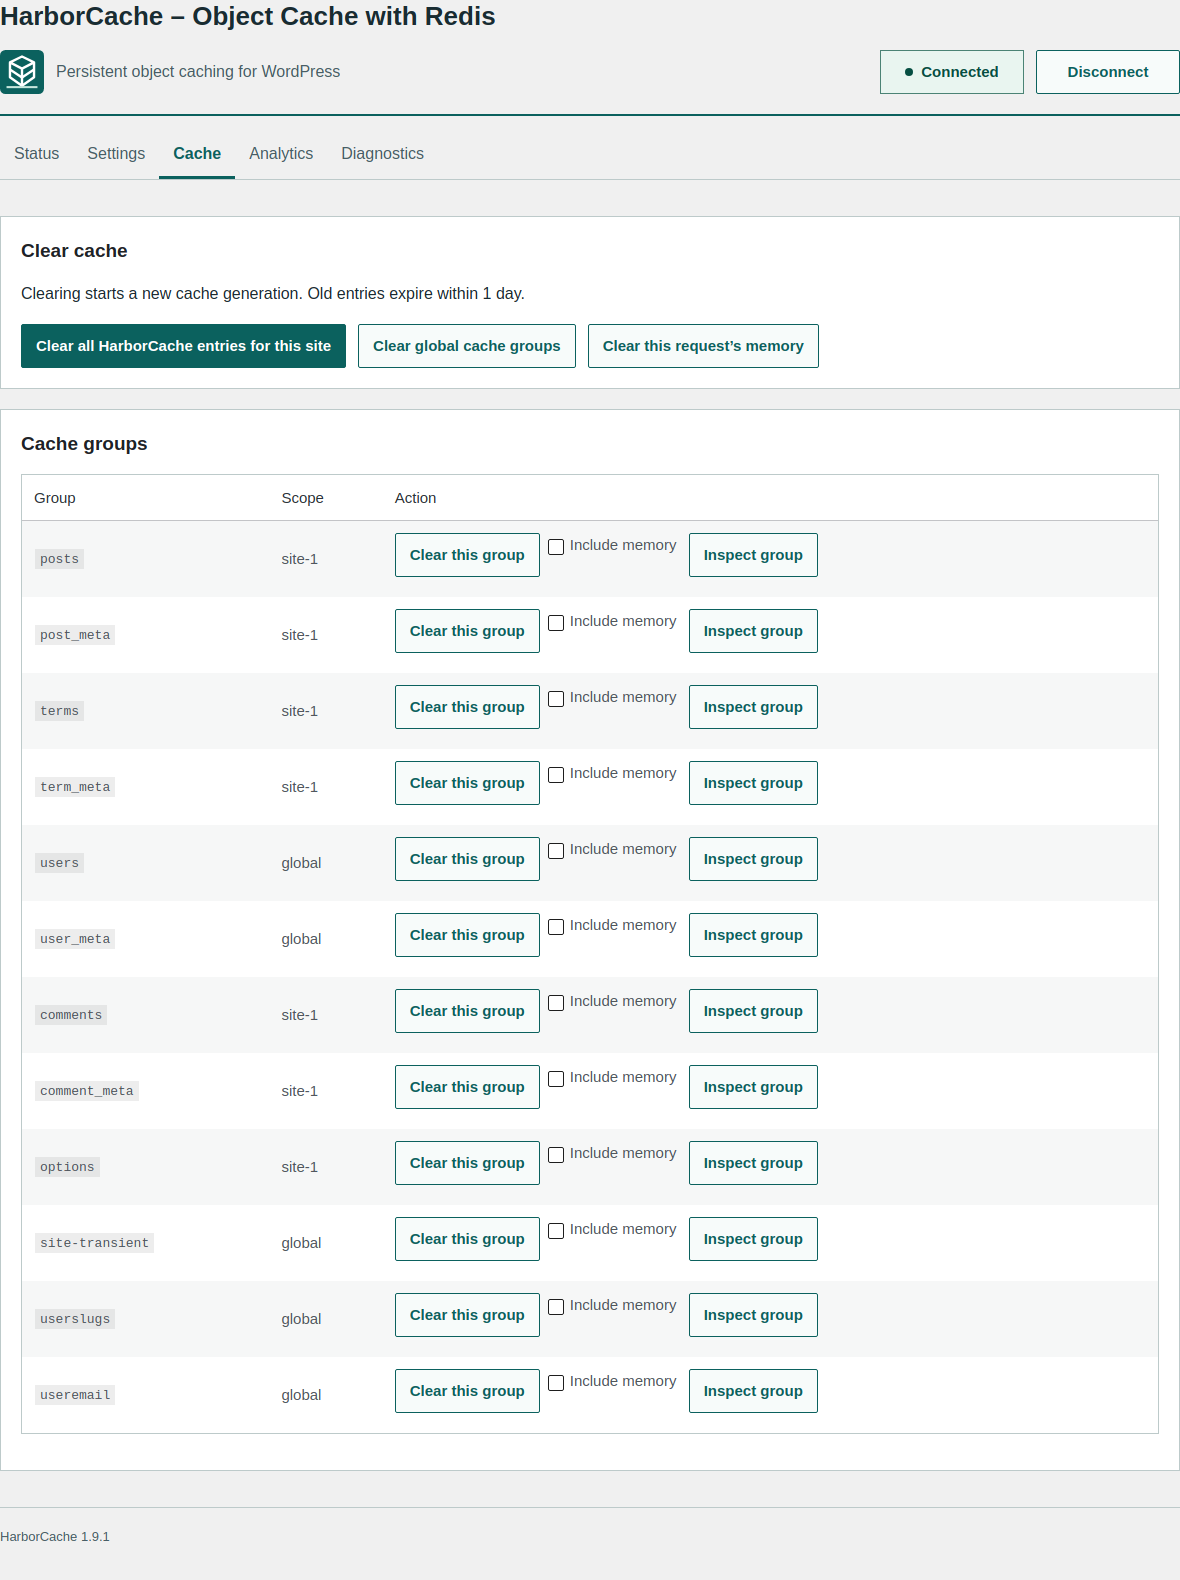 HarborCache – Object Cache with Redis
Persistent object caching for WordPress
Connected
Disconnect
Status Settings Cache Analytics Diagnostics
Clear cache
Clearing starts a new cache generation. Old entries expire within 1 day.
Clear all HarborCache entries for this site Clear global cache groups Clear this request’s memory
Cache groups
Group Scope Action
posts site-1 Clear this group Include memory Inspect group
post_meta site-1 Clear this group Include memory Inspect group
terms site-1 Clear this group Include memory Inspect group
term_meta site-1 Clear this group Include memory Inspect group
users global Clear this group Include memory Inspect group
user_meta global Clear this group Include memory Inspect group
comments site-1 Clear this group Include memory Inspect group
comment_meta site-1 Clear this group Include memory Inspect group
options site-1 Clear this group Include memory Inspect group
site-transient global Clear this group Include memory Inspect group
userslugs global Clear this group Include memory Inspect group
useremail global Clear this group Include memory Inspect group
HarborCache 1.9.1